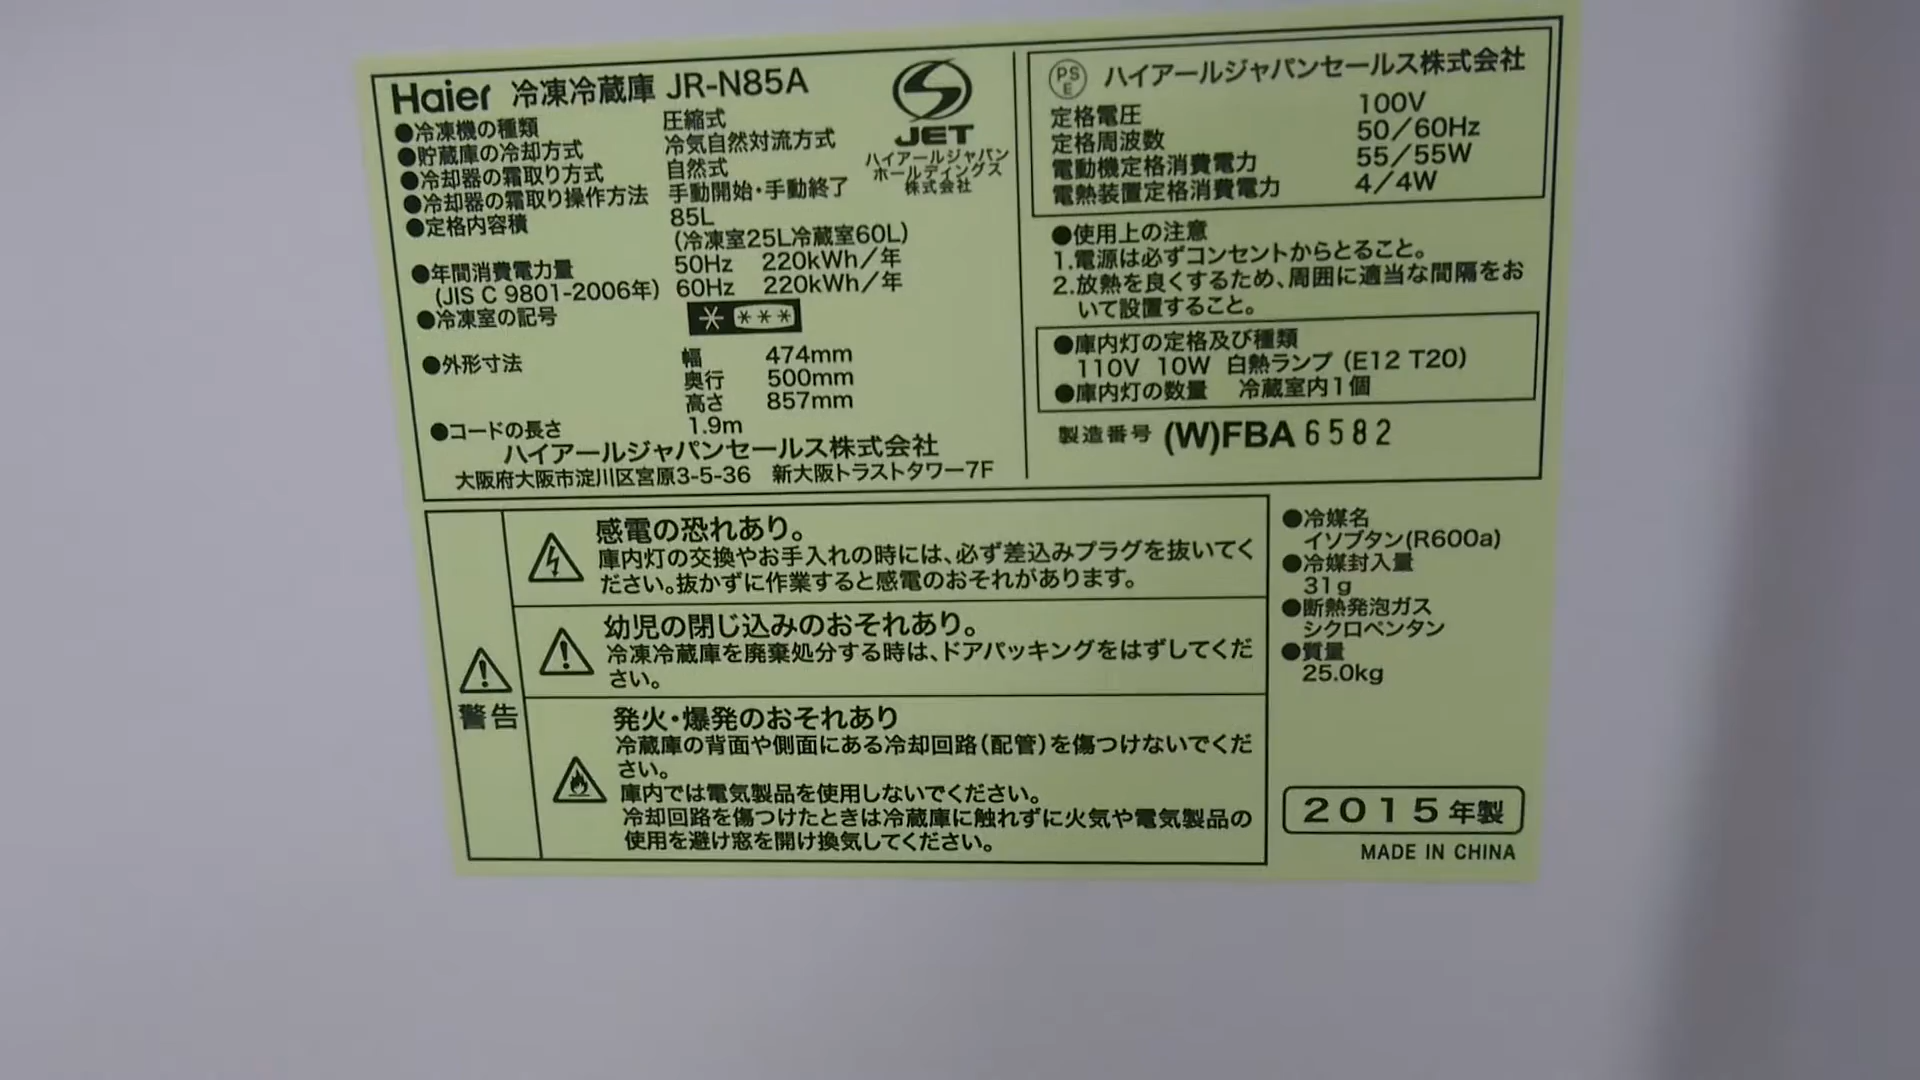 Haier 冷凍冷蔵庫 JR-N85A
●冷凍機の種類 圧縮式
●貯蔵庫の冷却方式 冷気自然対流方式
●冷却器の霜取り方式 自然式
●冷却器の霜取り操作方法 手動開始・手動終了
●定格内容積 85L
(冷凍室25L冷蔵室60L)
●年間消費電力量 50Hz 220kWh/年
(JIS C 9801-2006年) 60Hz 220kWh/年
●冷凍室の記号 * ***
●外形寸法 幅 474mm
奥行 500mm
高さ 857mm
●コードの長さ 1.9m
ハイアールジャパンセールス株式会社
大阪府大阪市淀川区宮原3-5-36 新大阪トラストタワー7F
JET
ハイアールジャパン
ホールディングス
株式会社
PS
E
ハイアールジャパンセールス株式会社
定格電圧 100V
定格周波数 50/60Hz
電動機定格消費電力 55/55W
電熱装置定格消費電力 4/4W
●使用上の注意
1.電源は必ずコンセントからとること。
2.放熱を良くするため、周囲に適当な間隔をお
いて設置すること。
●庫内灯の定格及び種類
110V 10W 白熱ランプ (E12 T20)
●庫内灯の数量 冷蔵室内1個
製造番号 (W)FBA 6582
警告
感電の恐れあり。
庫内灯の交換やお手入れの時には、必ず差込みプラグを抜いてく
ださい。抜かずに作業すると感電のおそれがあります。
幼児の閉じ込みのおそれあり。
冷凍冷蔵庫を廃棄処分する時は、ドアパッキングをはずしてくだ
さい。
発火・爆発のおそれあり
冷蔵庫の背面や側面にある冷却回路(配管)を傷つけないでくだ
さい。
庫内では電気製品を使用しないでください。
冷却回路を傷つけたときは冷蔵庫に触れずに火気や電気製品の
使用を避け窓を開け換気してください。
●冷媒名
イソブタン(R600a)
●冷媒封入量
31g
●断熱発泡ガス
シクロペンタン
●質量
25.0kg
2015年製
MADE IN CHINA